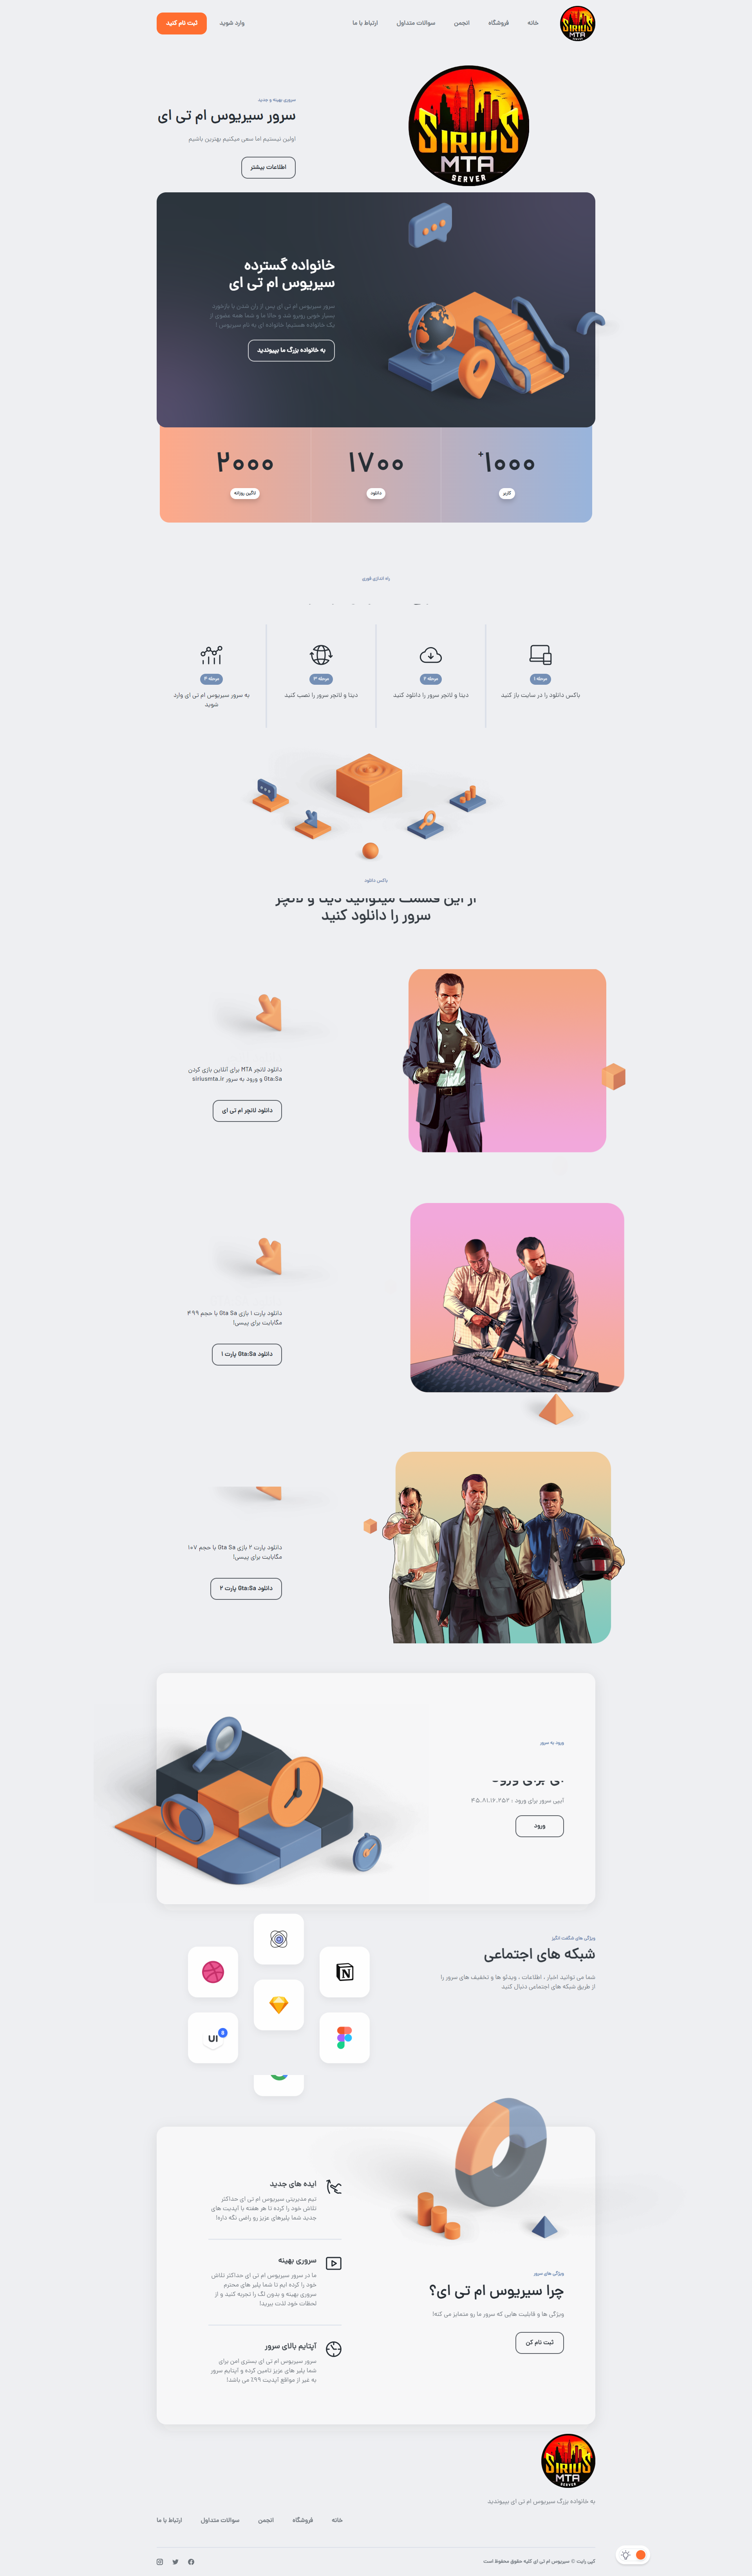 SIRIUS
MTA
SERVER
خانه
فروشگاه
انجمن
سوالات متداول
ارتباط با ما
وارد شوید
ثبت نام کنید
سروری بهینه و جدید
سرور سیریوس ام تی ای
اولین نیستیم اما سعی میکنیم بهترین باشیم
اطلاعات بیشتر
SIRIUS
MTA
SERVER
خانواده گسترده
سیریوس ام تی ای
سرور سیریوس ام تی ای پس از ران شدن با بازخورد
بسیار خوبی روبرو شد و حالا ما و شما همه عضوی از
یک خانواده هستیم! خانواده ای به نام سیریوس !
به خانواده بزرگ ما بپیوندید
۱۰۰۰+
کاربر
۱۷۰۰
دانلود
۲۰۰۰
لاگین روزانه
راه اندازی فوری
مرحله ۱
باکس دانلود را در سایت باز کنید
مرحله ۲
دیتا و لانچر سرور را دانلود کنید
مرحله ۳
دیتا و لانچر سرور را نصب کنید
مرحله ۴
به سرور سیریوس ام تی ای وارد
شوید
باکس دانلود
از این قسمت میتوانید دیتا و لانچر
سرور را دانلود کنید
دانلود لانچر MTA برای آنلاین بازی کردن
Gta:Sa و ورود به سرور siriusmta.ir
دانلود لانچر ام تی ای
دانلود پارت ۱ بازی Gta Sa با حجم ۴۹۹
مگابایت برای پیسی!
دانلود Gta:Sa پارت ۱
دانلود پارت ۲ بازی Gta Sa با حجم ۱۰۷
مگابایت برای پیسی!
دانلود Gta:Sa پارت ۲
ورود به سرور
آیپی سرور برای ورود : ۴۵.۸۱.۱۶.۲۵۲
ورود
ویژگی های شگفت انگیز
شبکه های اجتماعی
شما می توانید اخبار ، اطلاعات ، ویدئو ها و تخفیف های سرور را
از طریق شبکه های اجتماعی دنبال کنید.
UI
8
ویژگی های سرور
چرا سیریوس ام تی ای؟
ویژگی ها و قابلیت هایی که سرور ما رو متمایز می کنه!
ثبت نام کن
ایده های جدید
تیم مدیریتی سیریوس ام تی ای حداکثر
تلاش خود را کرده تا هر هفته با آپدیت های
جدید شما پلیرهای عزیز رو راضی نگه داره!
سروری بهینه
ما در سرور سیریوس ام تی ای حداکثر تلاش
خود را کرده ایم تا شما پلیر های محترم
سروری بهینه و بدون لگ را تجربه کنید و از
لحظات خود لذت ببرید!
آپتایم بالای سرور
سرور سیریوس ام تی ای بستری امن برای
شما پلیر های عزیز تامین کرده و آپتایم سرور
به غیر از مواقع آپدیت ۹۹٪ می باشد!
SIRIUS
MTA
SERVER
به خانواده بزرگ سیریوس ام تی ای بپیوندید
خانه
فروشگاه
انجمن
سوالات متداول
ارتباط با ما
کپی رایت © سیریوس ام تی ای کلیه حقوق محفوظ است